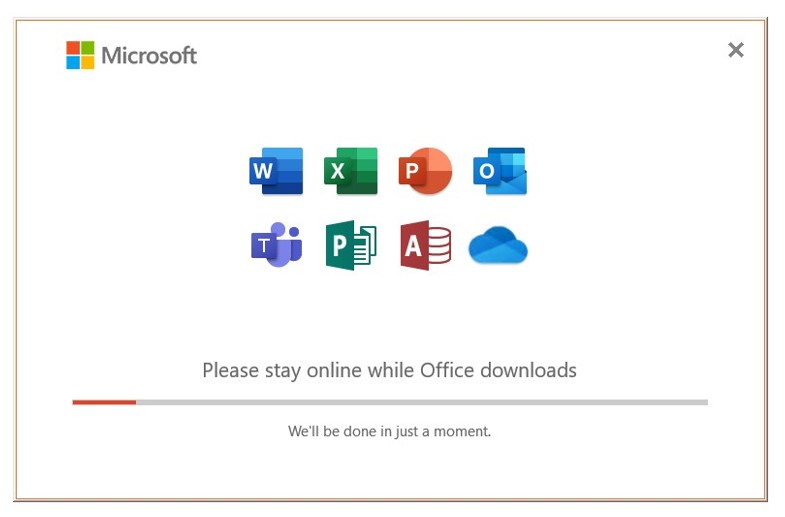 Microsoft
W X P O
T P A
Please stay online while Office downloads
We'll be done in just a moment.